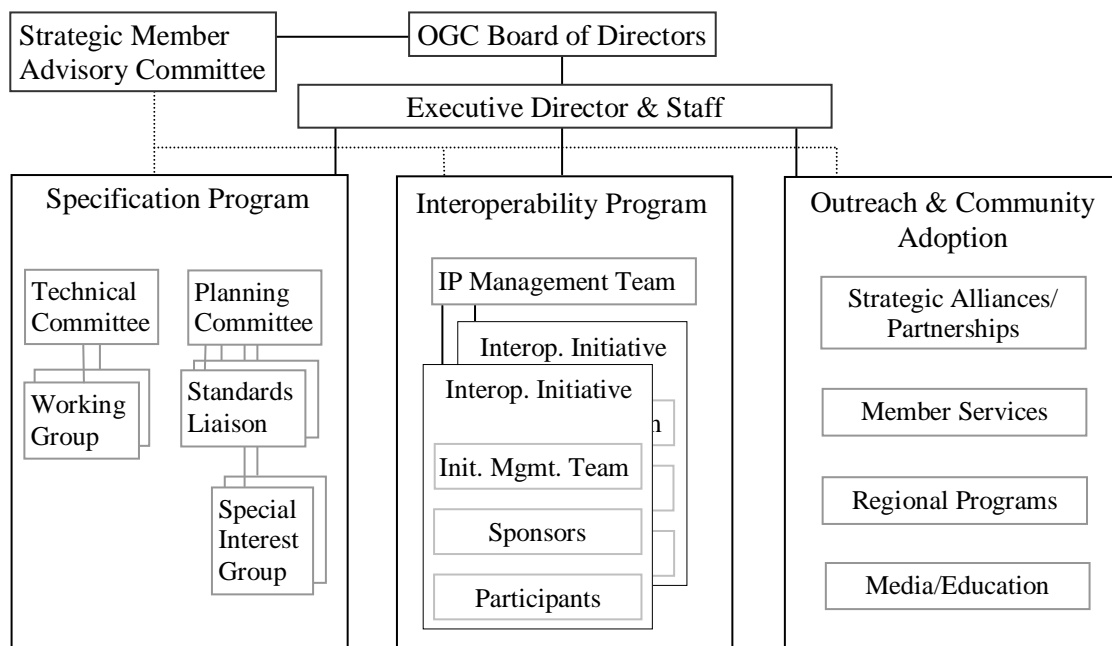 Strategic Member
Advisory Committee
OGC Board of Directors
Executive Director & Staff
Specification Program
Technical
Committee
Planning
Committee
Working
Group
Standards
Liaison
Special
Interest
Group
Interoperability Program
IP Management Team
Interop. Initiative
Interop. Initiative
Init. Mgmt. Team
Sponsors
Participants
Outreach & Community
Adoption
Strategic Alliances/
Partnerships
Member Services
Regional Programs
Media/Education